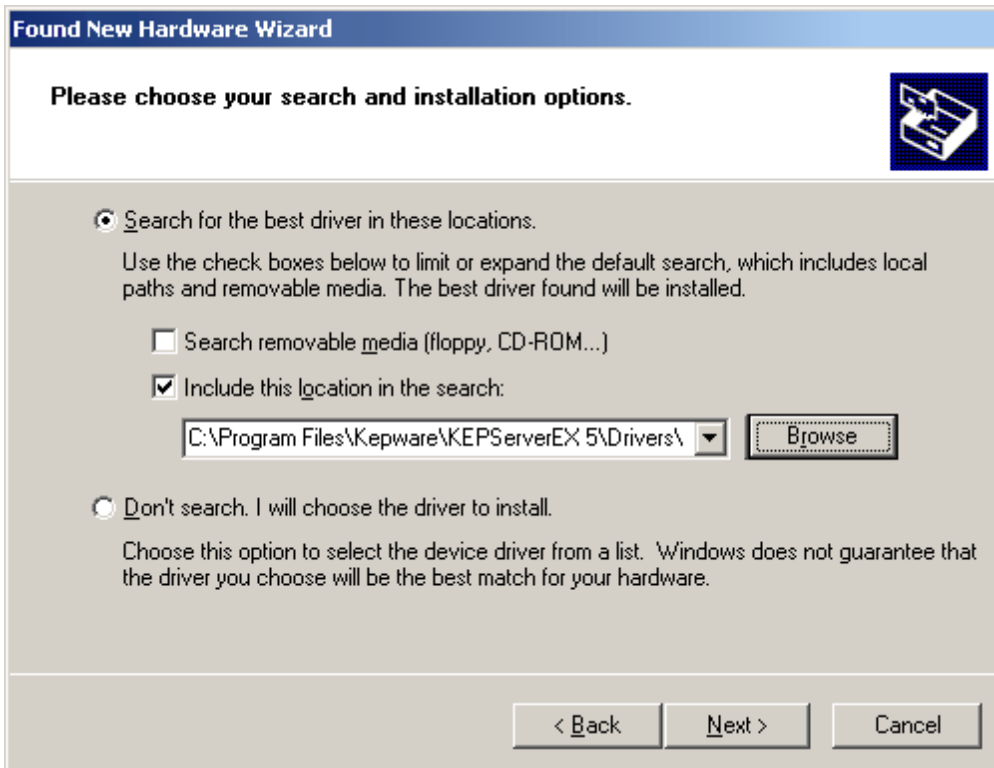 Found New Hardware Wizard
Please choose your search and installation options.
Search for the best driver in these locations.
Use the check boxes below to limit or expand the default search, which includes local
paths and removable media. The best driver found will be installed.
Search removable media (floppy, CD-ROM...)
Include this location in the search:
C:\Program Files\Kepware\KEPServerEX 5\Drivers\
Browse
Don't search. I will choose the driver to install.
Choose this option to select the device driver from a list.  Windows does not guarantee that
the driver you choose will be the best match for your hardware.
< Back
Next >
Cancel